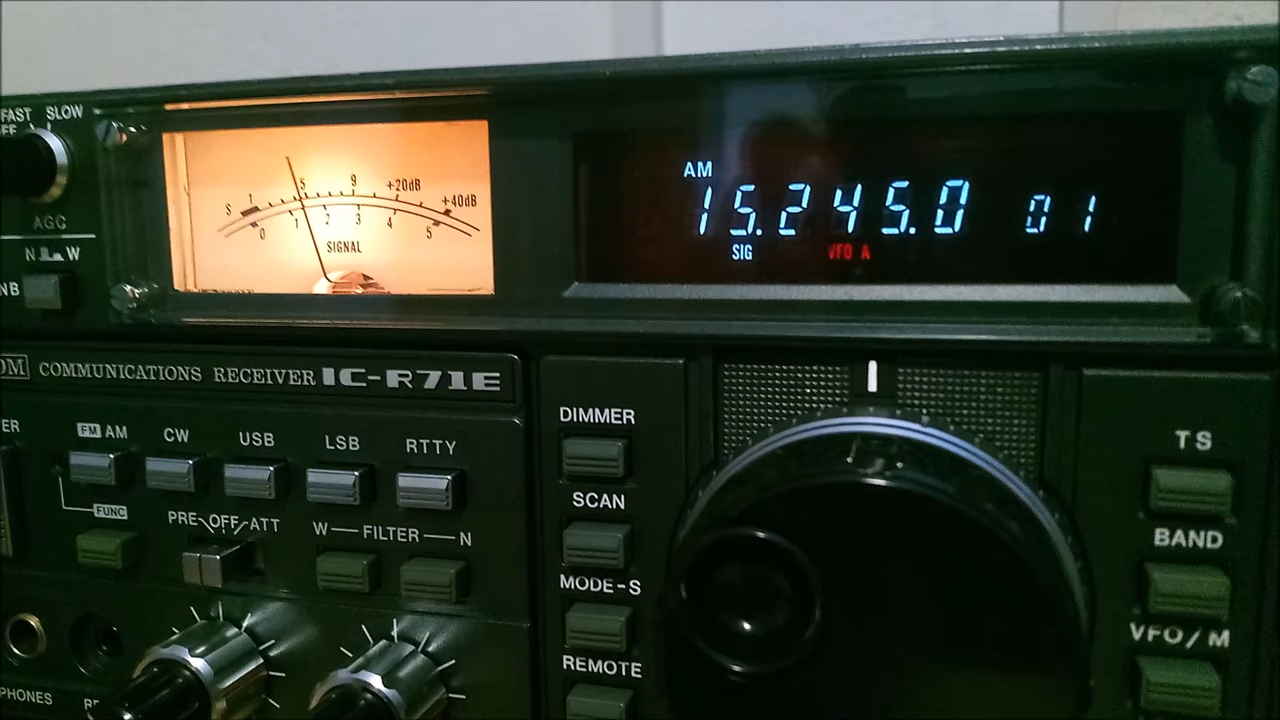 FAST SLOW
AGC
N W
NB
S 1 5 9 +20dB +40dB
0 1 2 3 4 5
SIGNAL
AM
15.245.0 01
SIG VFO A
COMMUNICATIONS RECEIVER IC-R71E
FM AM CW USB LSB RTTY
FUNC
PRE OFF ATT
W FILTER N
DIMMER
SCAN
MODE-S
REMOTE
TS
BAND
VFO/M
PHONES